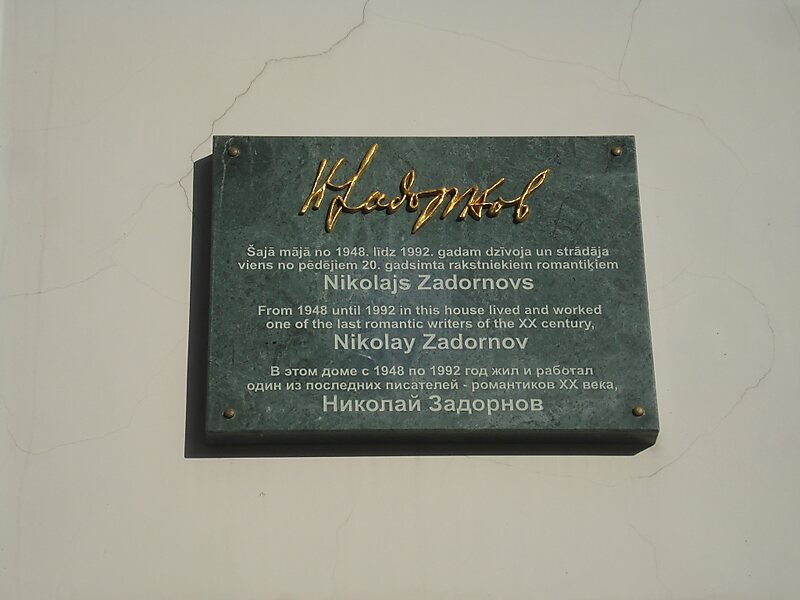 Н Задорнов
Šajā mājā no 1948. līdz 1992. gadam dzīvoja un strādāja
viens no pēdējiem 20. gadsimta rakstniekiem romantiķiem
Nikolajs Zadornovs
From 1948 until 1992 in this house lived and worked
one of the last romantic writers of the XX century,
Nikolay Zadornov
В этом доме с 1948 по 1992 год жил и работал
один из последних писателей - романтиков XX века,
Николай Задорнов